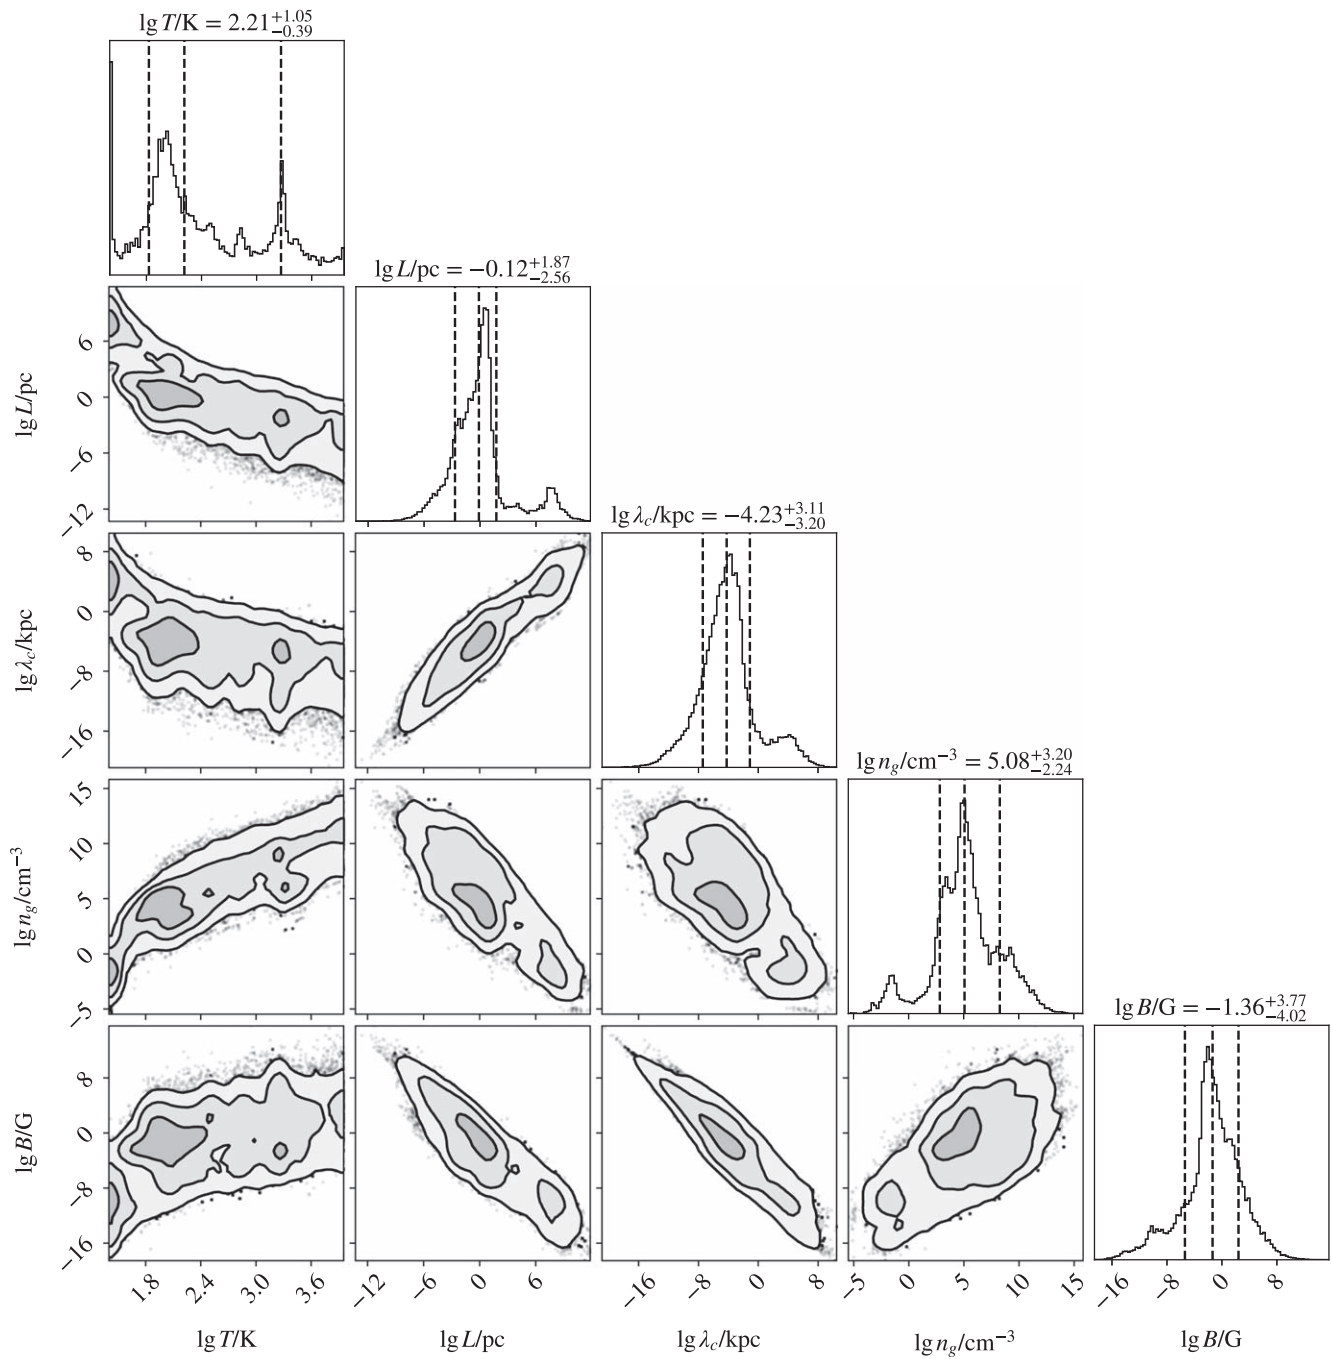 lg T/K = 2.21^{+1.05}_{−0.39}
lg L/pc = −0.12^{+1.87}_{−2.56}
6
0
−6
−12
lg L/pc
lg λ_c/kpc = −4.23^{+3.11}_{−3.20}
8
0
−8
−16
lg λ_c/kpc
lg n_g/cm^{−3} = 5.08^{+3.20}_{−2.24}
15
10
5
0
−5
lg n_g/cm^{−3}
lg B/G = −1.36^{+3.77}_{−4.02}
8
0
−8
−16
lg B/G
1.8 2.4 3.0 3.6 −12 −6 0 6 −16 −8 0 8 −5 0 5 10 15 −16 −8 0 8
lg T/K lg L/pc lg λ_c/kpc lg n_g/cm^{−3} lg B/G